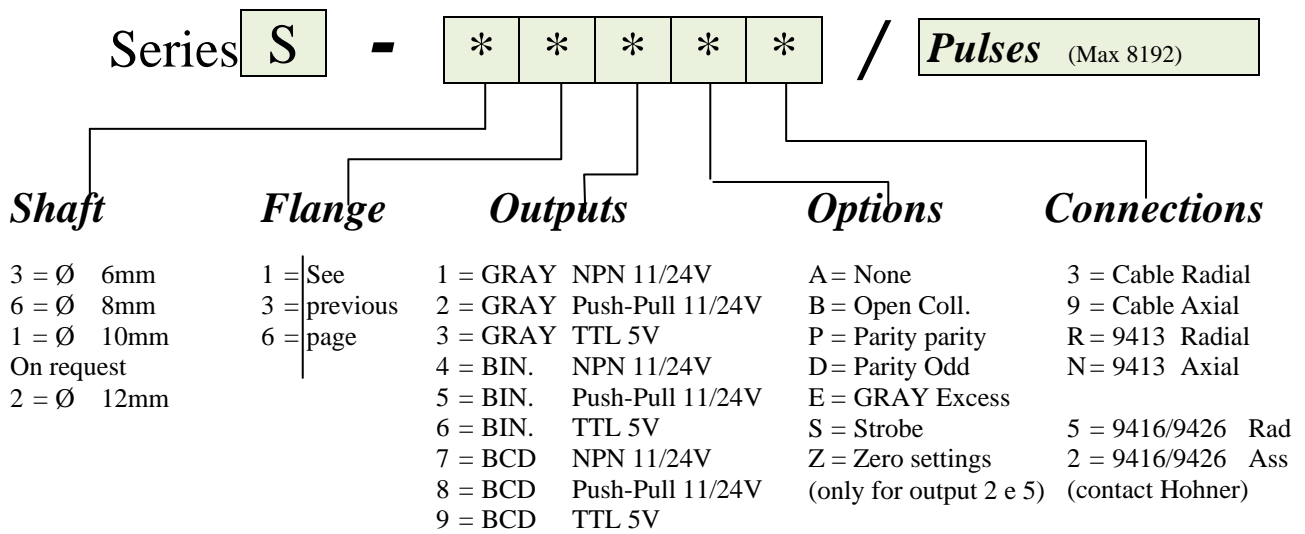 Series S - * * * * * / Pulses (Max 8192)
Shaft Flange Outputs Options Connections
3 = Ø 6mm
6 = Ø 8mm
1 = Ø 10mm
On request
2 = Ø 12mm
1 = See
3 = previous
6 = page
1 = GRAY NPN 11/24V
2 = GRAY Push-Pull 11/24V
3 = GRAY TTL 5V
4 = BIN. NPN 11/24V
5 = BIN. Push-Pull 11/24V
6 = BIN. TTL 5V
7 = BCD NPN 11/24V
8 = BCD Push-Pull 11/24V
9 = BCD TTL 5V
A = None
B = Open Coll.
P = Parity parity
D = Parity Odd
E = GRAY Excess
S = Strobe
Z = Zero settings
(only for output 2 e 5)
3 = Cable Radial
9 = Cable Axial
R = 9413 Radial
N = 9413 Axial
5 = 9416/9426 Rad
2 = 9416/9426 Ass
(contact Hohner)